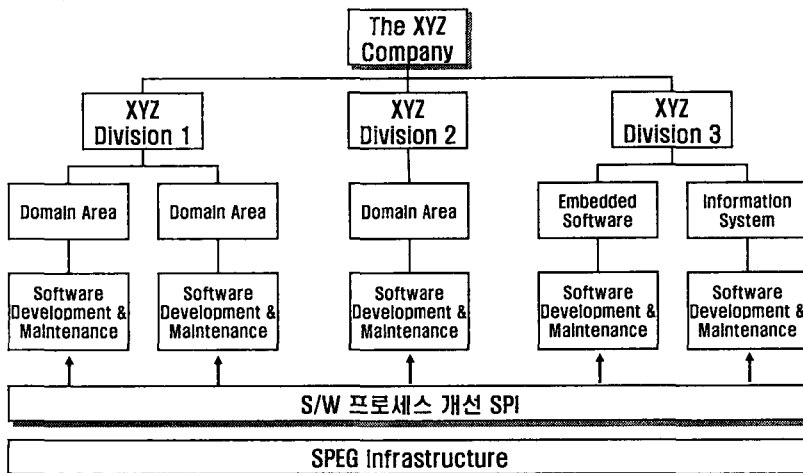 The XYZ
Company
XYZ
Division 1
XYZ
Division 2
XYZ
Division 3
Domain Area
Domain Area
Domain Area
Embedded
Software
Information
System
Software
Development &
Maintenance
Software
Development &
Maintenance
Software
Development &
Maintenance
Software
Development &
Maintenance
Software
Development &
Maintenance
S/W 프로세스 개선 SPI
SPEG Infrastructure